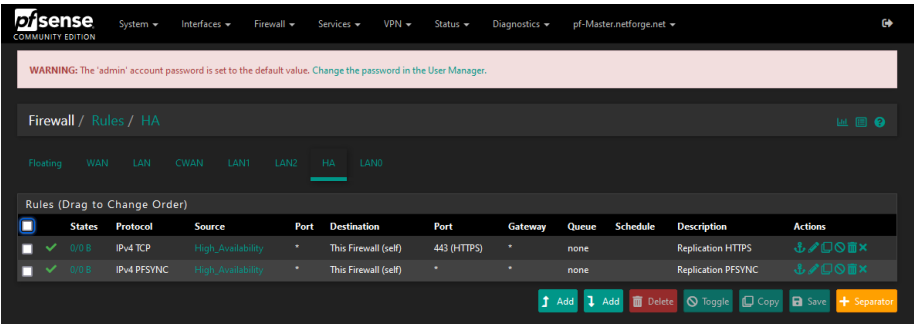 pfsense System Interfaces Firewall Services VPN Status Diagnostics pf-Master.netforge.net
COMMUNITY EDITION
WARNING: The 'admin' account password is set to the default value. Change the password in the User Manager.
Firewall / Rules / HA
Floating WAN LAN CWAN LAN1 LAN2 HA LAN0
Rules (Drag to Change Order)
States Protocol Source Port Destination Port Gateway Queue Schedule Description Actions
0/0 B IPv4 TCP High_Availability * This Firewall (self) 443 (HTTPS) * none Replication HTTPS
0/0 B IPv4 PFSYNC High_Availability * This Firewall (self) * * none Replication PFSYNC
Add Add Delete Toggle Copy Save Separator